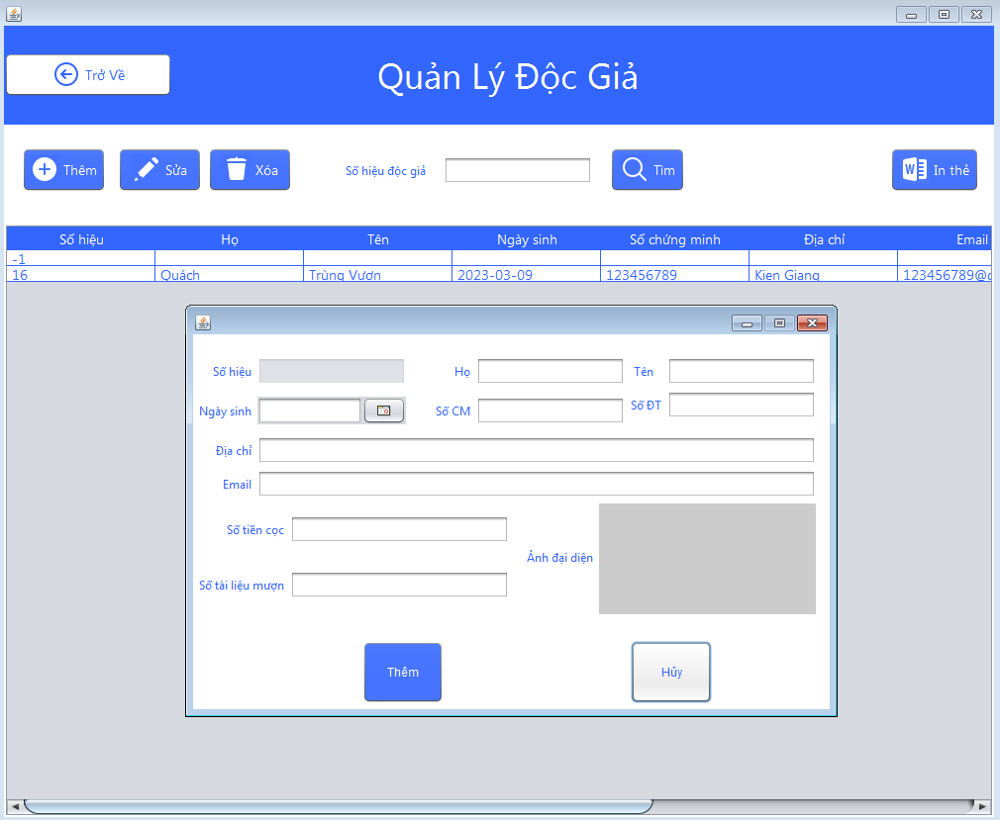 Trở Về
Quản Lý Độc Giả
Thêm
Sửa
Xóa
Số hiệu độc giả
Tìm
In thẻ
Số hiệu Họ Tên Ngày sinh Số chứng minh Địa chỉ Email
-1
16 Quách Trùng Vươn 2023-03-09 123456789 Kien Giang 123456789@
Số hiệu Họ Tên
Ngày sinh Số CM Số ĐT
Địa chỉ
Email
Số tiền cọc
Ảnh đại diện
Số tài liệu mượn
Thêm Hủy